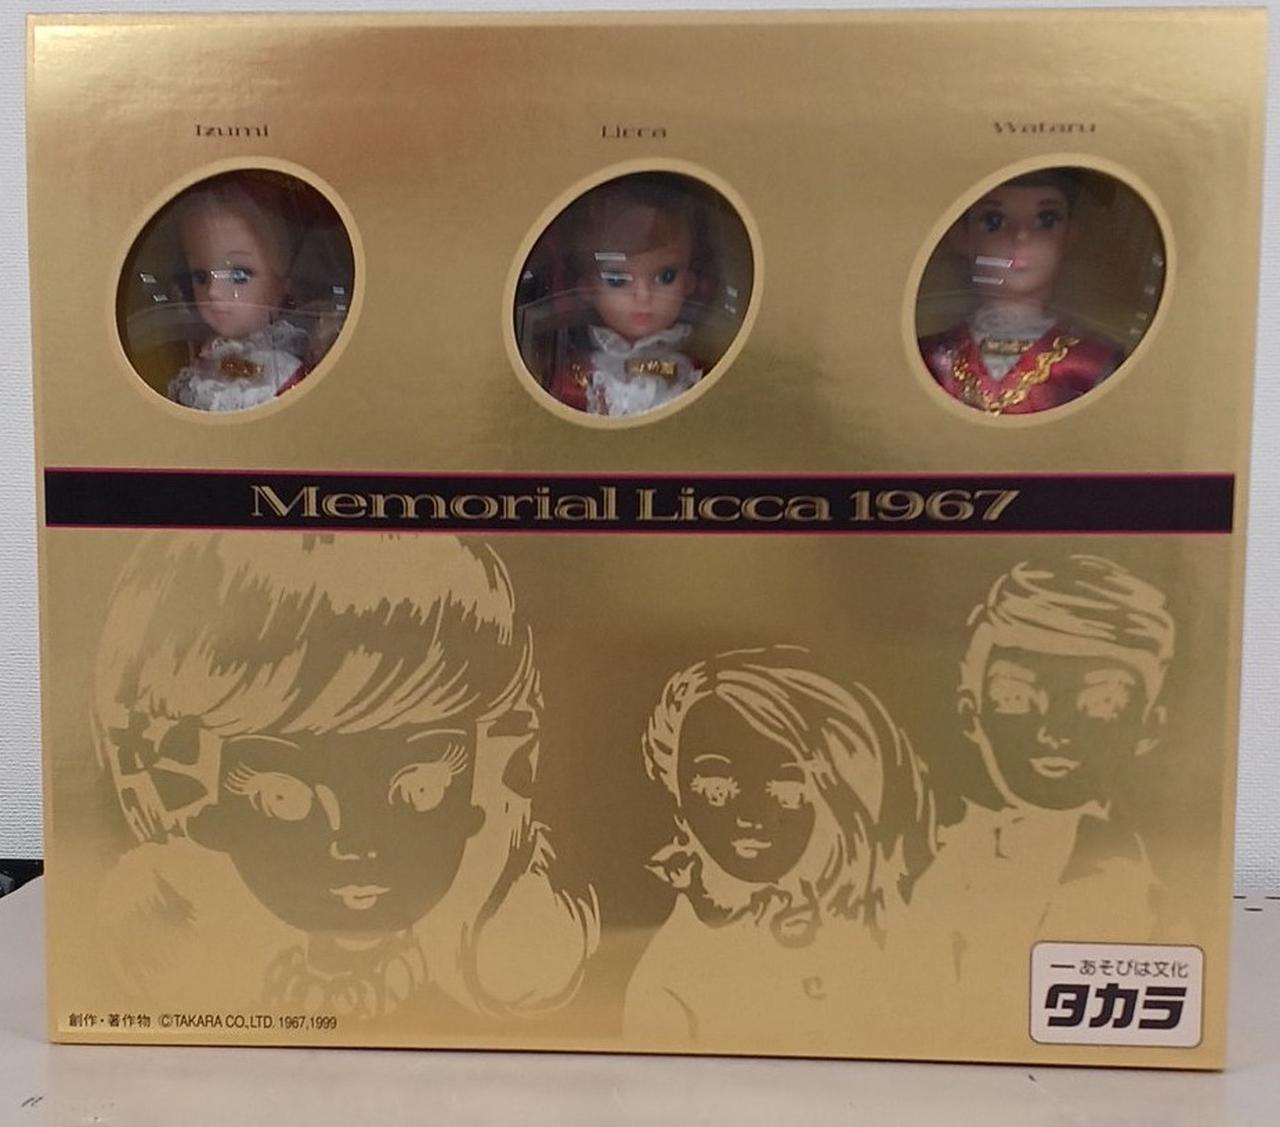 Izumi
Licca
Wataru
Memorial Licca 1967
創作・著作物 ©TAKARA CO.,LTD. 1967,1999
ーあそびは文化
タカラ